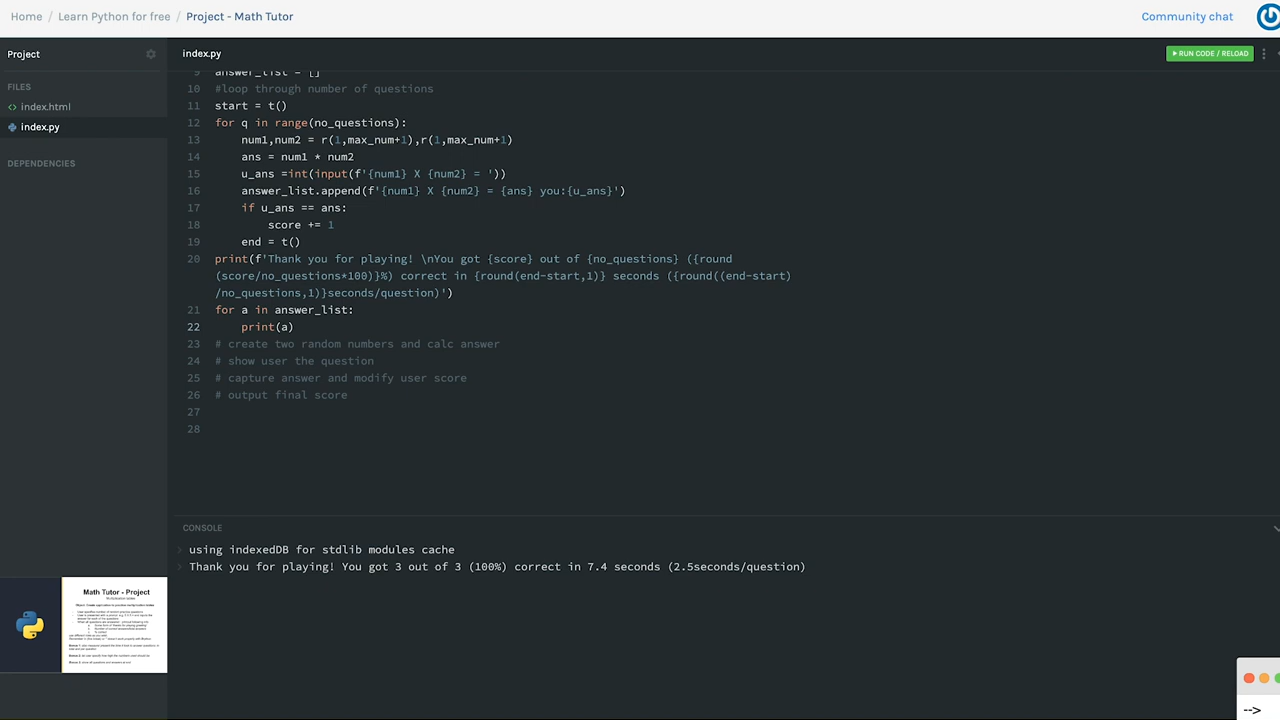 Home / Learn Python for free / Project - Math Tutor
Community chat
Project
index.py
RUN CODE / RELOAD
FILES
<> index.html
index.py
DEPENDENCIES
9 answer_list = []
10 #loop through number of questions
11 start = t()
12 for q in range(no_questions):
13     num1,num2 = r(1,max_num+1),r(1,max_num+1)
14     ans = num1 * num2
15     u_ans =int(input(f'{num1} X {num2} = '))
16     answer_list.append(f'{num1} X {num2} = {ans} you:{u_ans}')
17     if u_ans == ans:
18         score += 1
19     end = t()
20 print(f'Thank you for playing! \nYou got {score} out of {no_questions} ({round
(score/no_questions*100)}%) correct in {round(end-start,1)} seconds ({round((end-start)
/no_questions,1)}seconds/question)')
21 for a in answer_list:
22     print(a)
23 # create two random numbers and calc answer
24 # show user the question
25 # capture answer and modify user score
26 # output final score
27
28
CONSOLE
using indexedDB for stdlib modules cache
Thank you for playing! You got 3 out of 3 (100%) correct in 7.4 seconds (2.5seconds/question)
Math Tutor - Project
-->